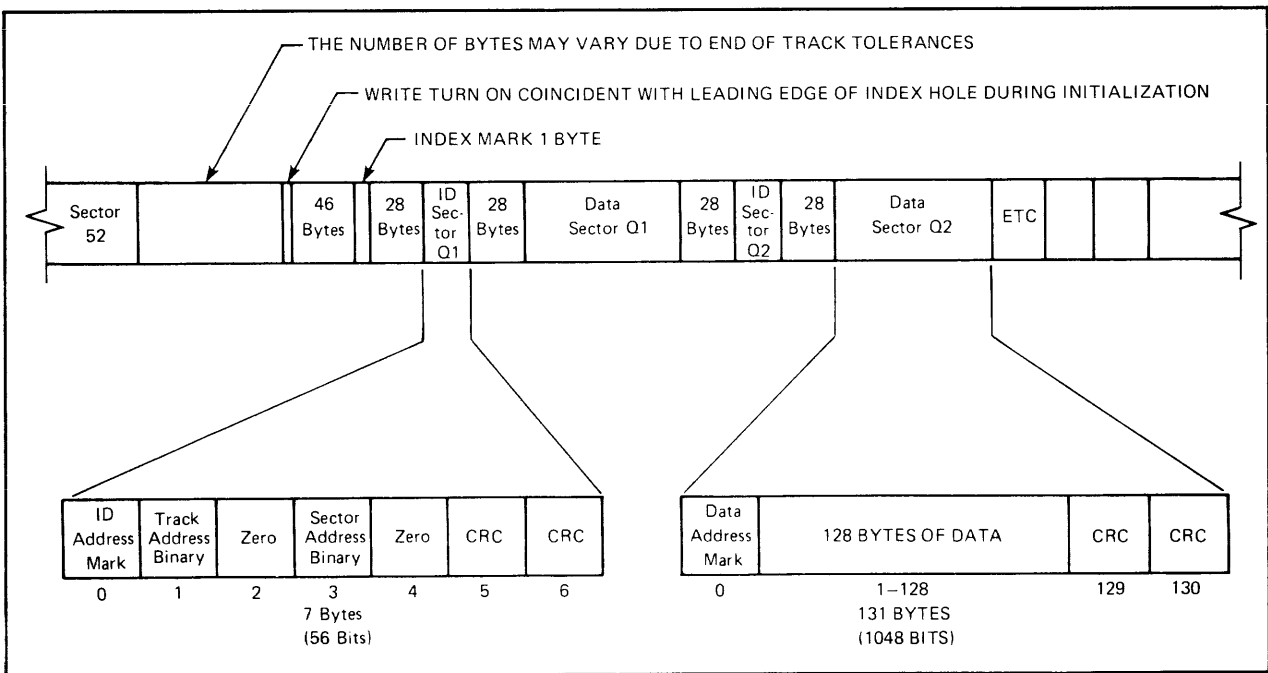 THE NUMBER OF BYTES MAY VARY DUE TO END OF TRACK TOLERANCES
WRITE TURN ON COINCIDENT WITH LEADING EDGE OF INDEX HOLE DURING INITIALIZATION
INDEX MARK 1 BYTE
Sector
52
46
Bytes
28
Bytes
ID
Sec-
tor
Q1
28
Bytes
Data
Sector Q1
28
Bytes
ID
Sec-
tor
Q2
28
Bytes
Data
Sector Q2
ETC
ID
Address
Mark
Track
Address
Binary
Zero
Sector
Address
Binary
Zero
CRC
CRC
0 1 2 3 4 5 6
7 Bytes
(56 Bits)
Data
Address
Mark
128 BYTES OF DATA
CRC
CRC
0 1–128 129 130
131 BYTES
(1048 BITS)